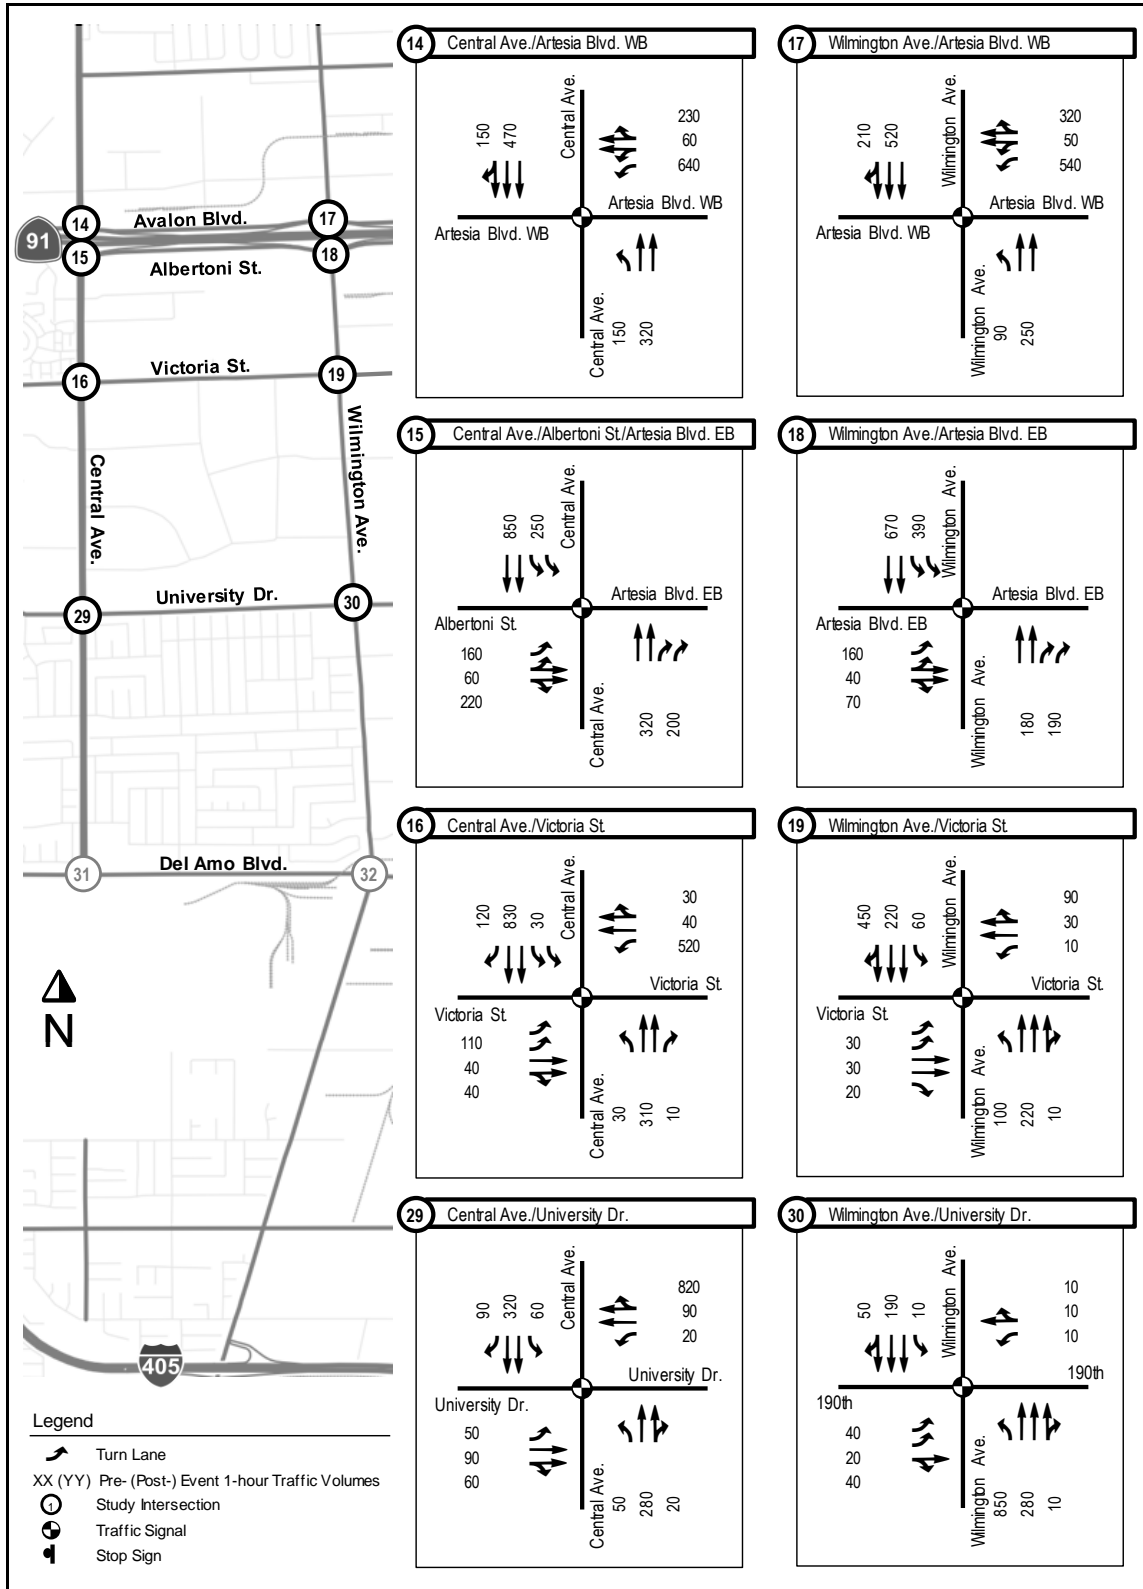 14
17
Avalon Blvd.
91
15
18
Albertoni St.
Victoria St.
16
19
Central Ave.
Wilmington Ave.
University Dr.
29
30
Del Amo Blvd.
31
32
N
405
Legend
Turn Lane
XX (YY) Pre- (Post-) Event 1-hour Traffic Volumes
1 Study Intersection
Traffic Signal
Stop Sign
14 Central Ave./Artesia Blvd. WB
150 470
Central Ave.
230
60
640
Artesia Blvd. WB
Artesia Blvd. WB
Central Ave.
150 320
17 Wilmington Ave./Artesia Blvd. WB
210 520
Wilmington Ave.
320
50
540
Artesia Blvd. WB
Artesia Blvd. WB
Wilmington Ave.
90 250
15 Central Ave./Albertoni St./Artesia Blvd. EB
850 250
Central Ave.
Artesia Blvd. EB
Albertoni St.
160
60
220
Central Ave.
320 200
18 Wilmington Ave./Artesia Blvd. EB
670 390
Wilmington Ave.
Artesia Blvd. EB
Artesia Blvd. EB
160
40
70
Wilmington Ave.
180 190
16 Central Ave./Victoria St.
120 830 30
Central Ave.
30
40
520
Victoria St.
Victoria St.
110
40
40
Central Ave.
30 310 10
19 Wilmington Ave./Victoria St.
450 220 60
Wilmington Ave.
90
30
10
Victoria St.
Victoria St.
30
30
20
Wilmington Ave.
100 220 10
29 Central Ave./University Dr.
90 320 60
Central Ave.
820
90
20
University Dr.
University Dr.
50
90
60
Central Ave.
50 280 20
30 Wilmington Ave./University Dr.
50 190 10
Wilmington Ave.
10
10
10
190th
190th
40
20
40
Wilmington Ave.
850 280 10